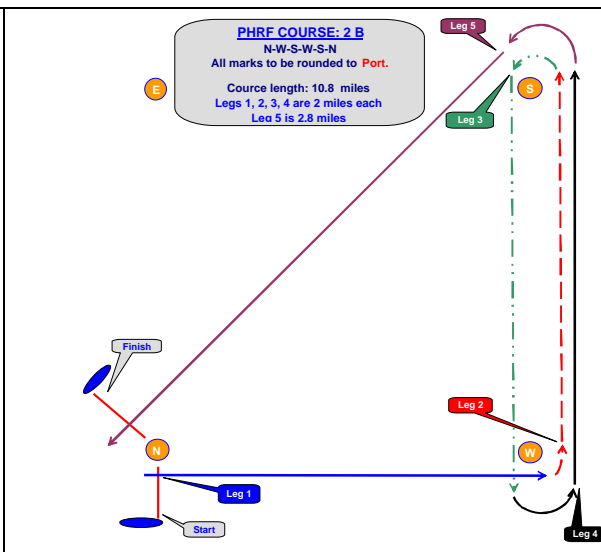 PHRF COURSE: 2 B
N-W-S-W-S-N
All marks to be rounded to Port.
Cource length: 10.8 miles
Legs 1, 2, 3, 4 are 2 miles each
Leg 5 is 2.8 miles
Leg 5
E
S
Leg 3
Finish
Leg 2
N
W
Leg 1
Start
Leg 4